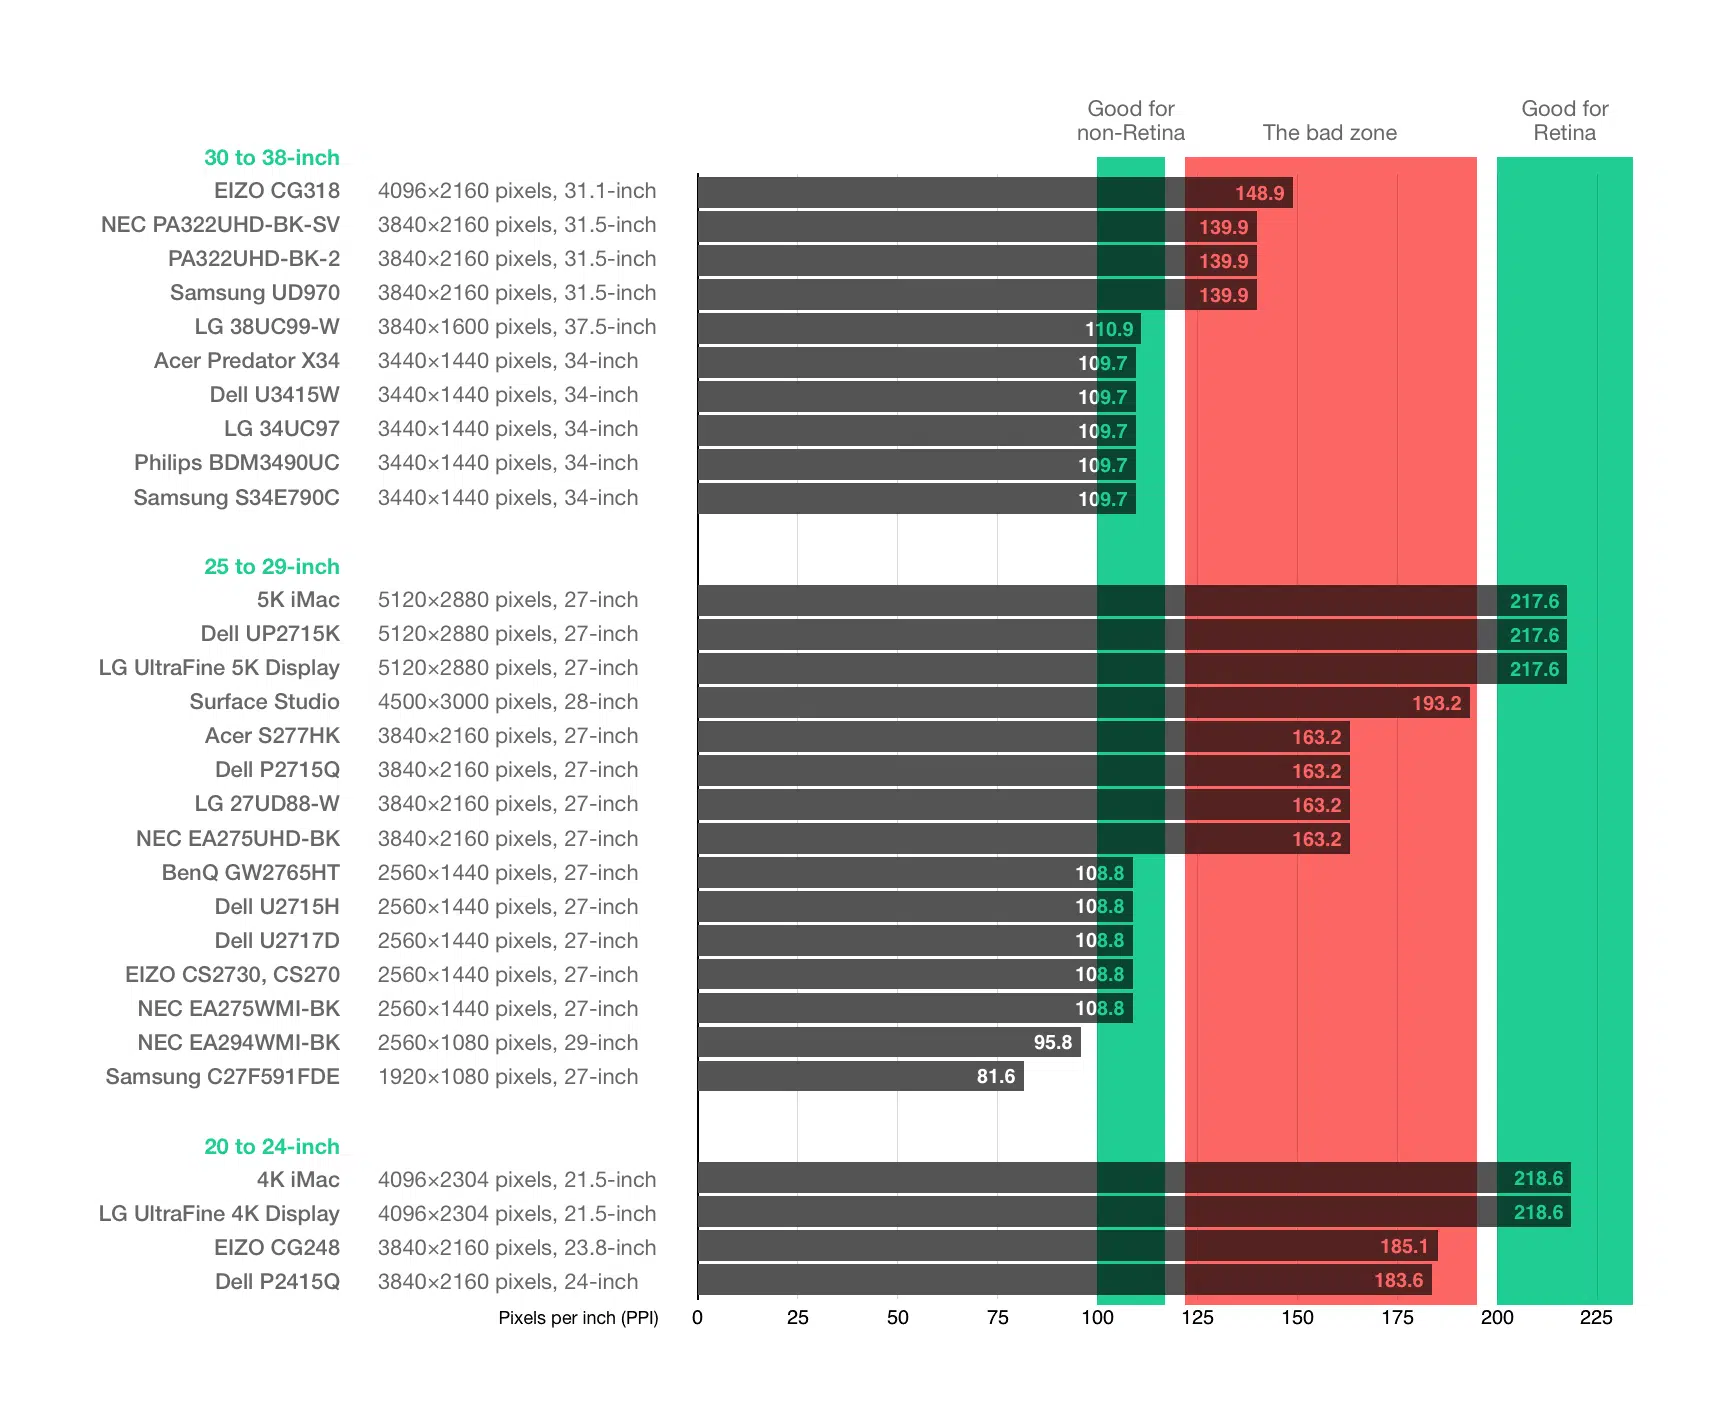 Good for
non-Retina
The bad zone
Good for
Retina
30 to 38-inch
EIZO CG318 4096×2160 pixels, 31.1-inch 148.9
NEC PA322UHD-BK-SV 3840×2160 pixels, 31.5-inch 139.9
PA322UHD-BK-2 3840×2160 pixels, 31.5-inch 139.9
Samsung UD970 3840×2160 pixels, 31.5-inch 139.9
LG 38UC99-W 3840×1600 pixels, 37.5-inch 110.9
Acer Predator X34 3440×1440 pixels, 34-inch 109.7
Dell U3415W 3440×1440 pixels, 34-inch 109.7
LG 34UC97 3440×1440 pixels, 34-inch 109.7
Philips BDM3490UC 3440×1440 pixels, 34-inch 109.7
Samsung S34E790C 3440×1440 pixels, 34-inch 109.7
25 to 29-inch
5K iMac 5120×2880 pixels, 27-inch 217.6
Dell UP2715K 5120×2880 pixels, 27-inch 217.6
LG UltraFine 5K Display 5120×2880 pixels, 27-inch 217.6
Surface Studio 4500×3000 pixels, 28-inch 193.2
Acer S277HK 3840×2160 pixels, 27-inch 163.2
Dell P2715Q 3840×2160 pixels, 27-inch 163.2
LG 27UD88-W 3840×2160 pixels, 27-inch 163.2
NEC EA275UHD-BK 3840×2160 pixels, 27-inch 163.2
BenQ GW2765HT 2560×1440 pixels, 27-inch 108.8
Dell U2715H 2560×1440 pixels, 27-inch 108.8
Dell U2717D 2560×1440 pixels, 27-inch 108.8
EIZO CS2730, CS270 2560×1440 pixels, 27-inch 108.8
NEC EA275WMI-BK 2560×1440 pixels, 27-inch 108.8
NEC EA294WMI-BK 2560×1080 pixels, 29-inch 95.8
Samsung C27F591FDE 1920×1080 pixels, 27-inch 81.6
20 to 24-inch
4K iMac 4096×2304 pixels, 21.5-inch 218.6
LG UltraFine 4K Display 4096×2304 pixels, 21.5-inch 218.6
EIZO CG248 3840×2160 pixels, 23.8-inch 185.1
Dell P2415Q 3840×2160 pixels, 24-inch 183.6
Pixels per inch (PPI) 0 25 50 75 100 125 150 175 200 225